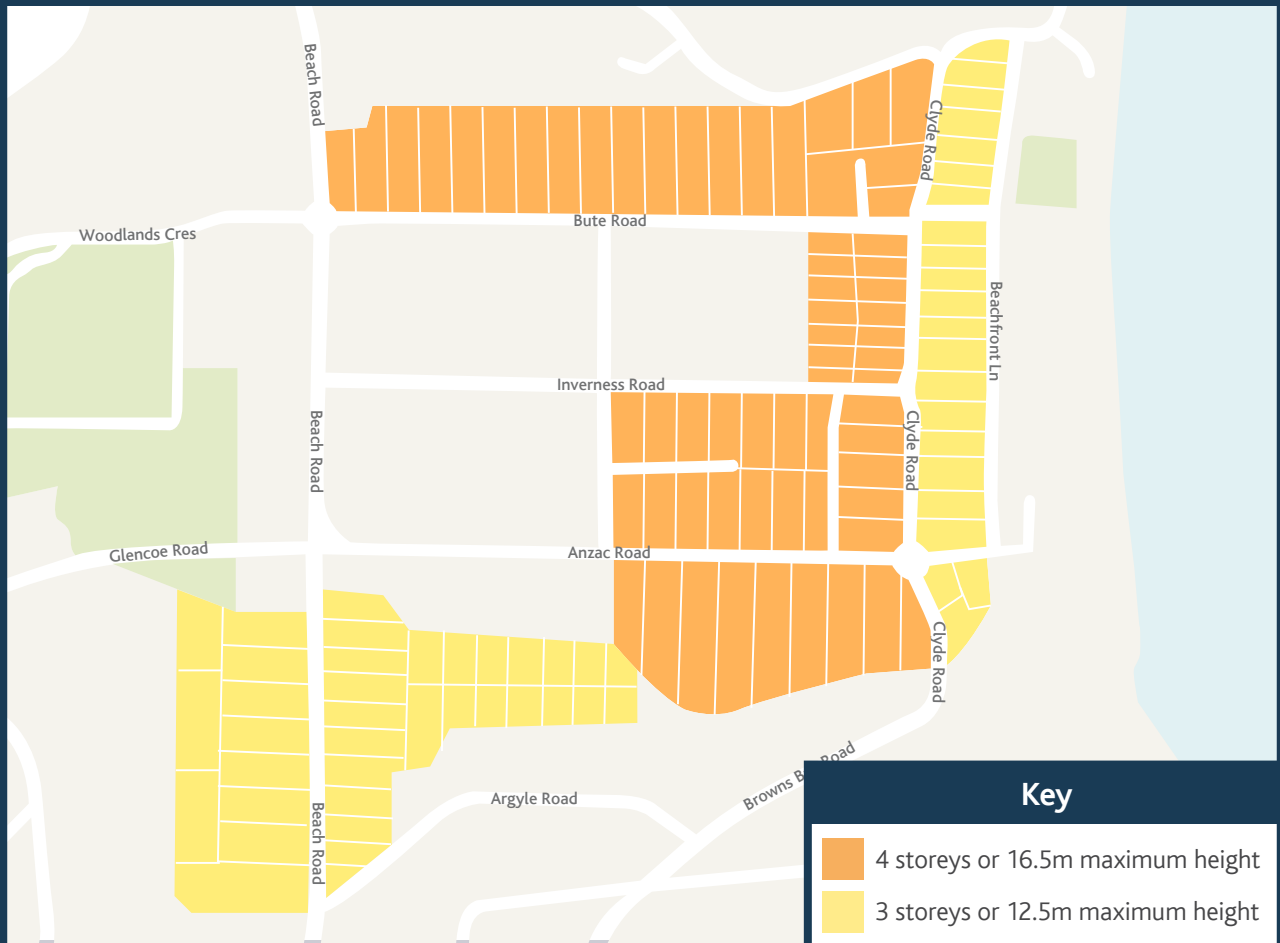 Beach Road
Clyde Road
Bute Road
Woodlands Cres
Beachfront Ln
Inverness Road
Beach Road
Clyde Road
Glencoe Road
Anzac Road
Clyde Road
Browns B Road
Argyle Road
Beach Road
Key
4 storeys or 16.5m maximum height
3 storeys or 12.5m maximum height